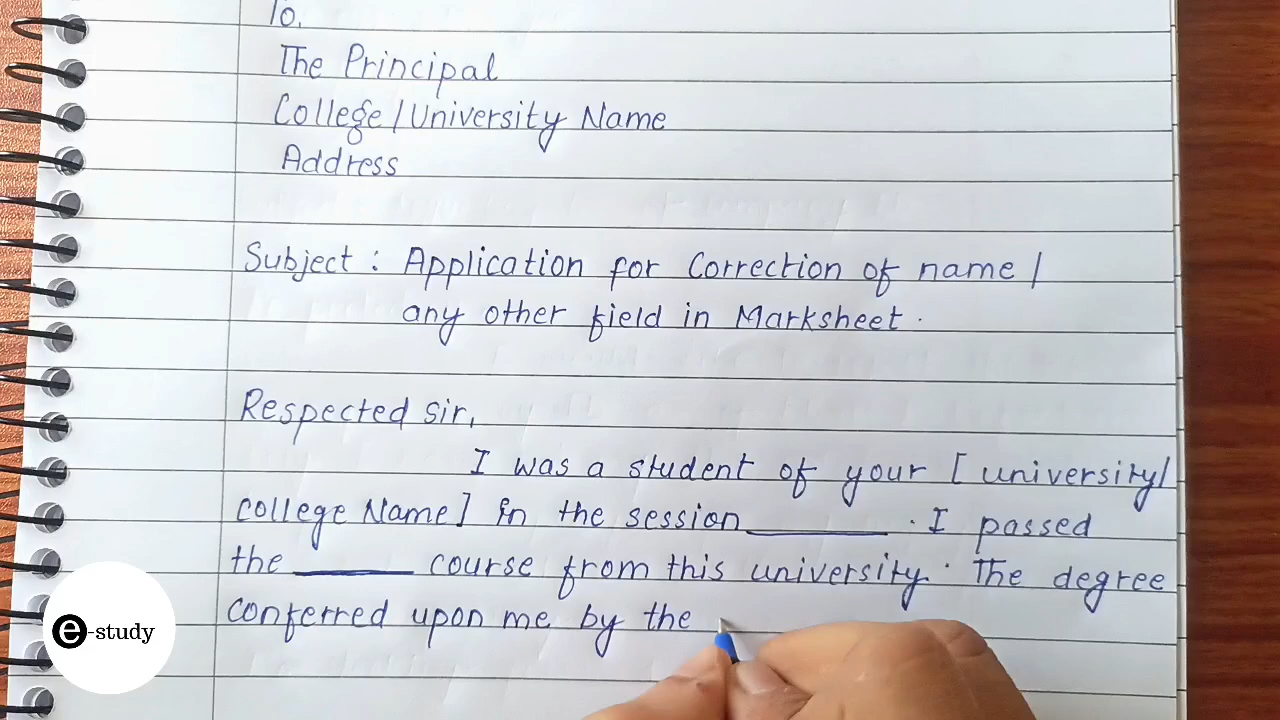 To,
The Principal
College/University Name
Address
Subject : Application for Correction of name /
any other field in Marksheet .
Respected Sir,
I was a student of your [university/
college Name] in the session ________ . I passed
the _______ course from this university. The degree
conferred upon me by the
e-study